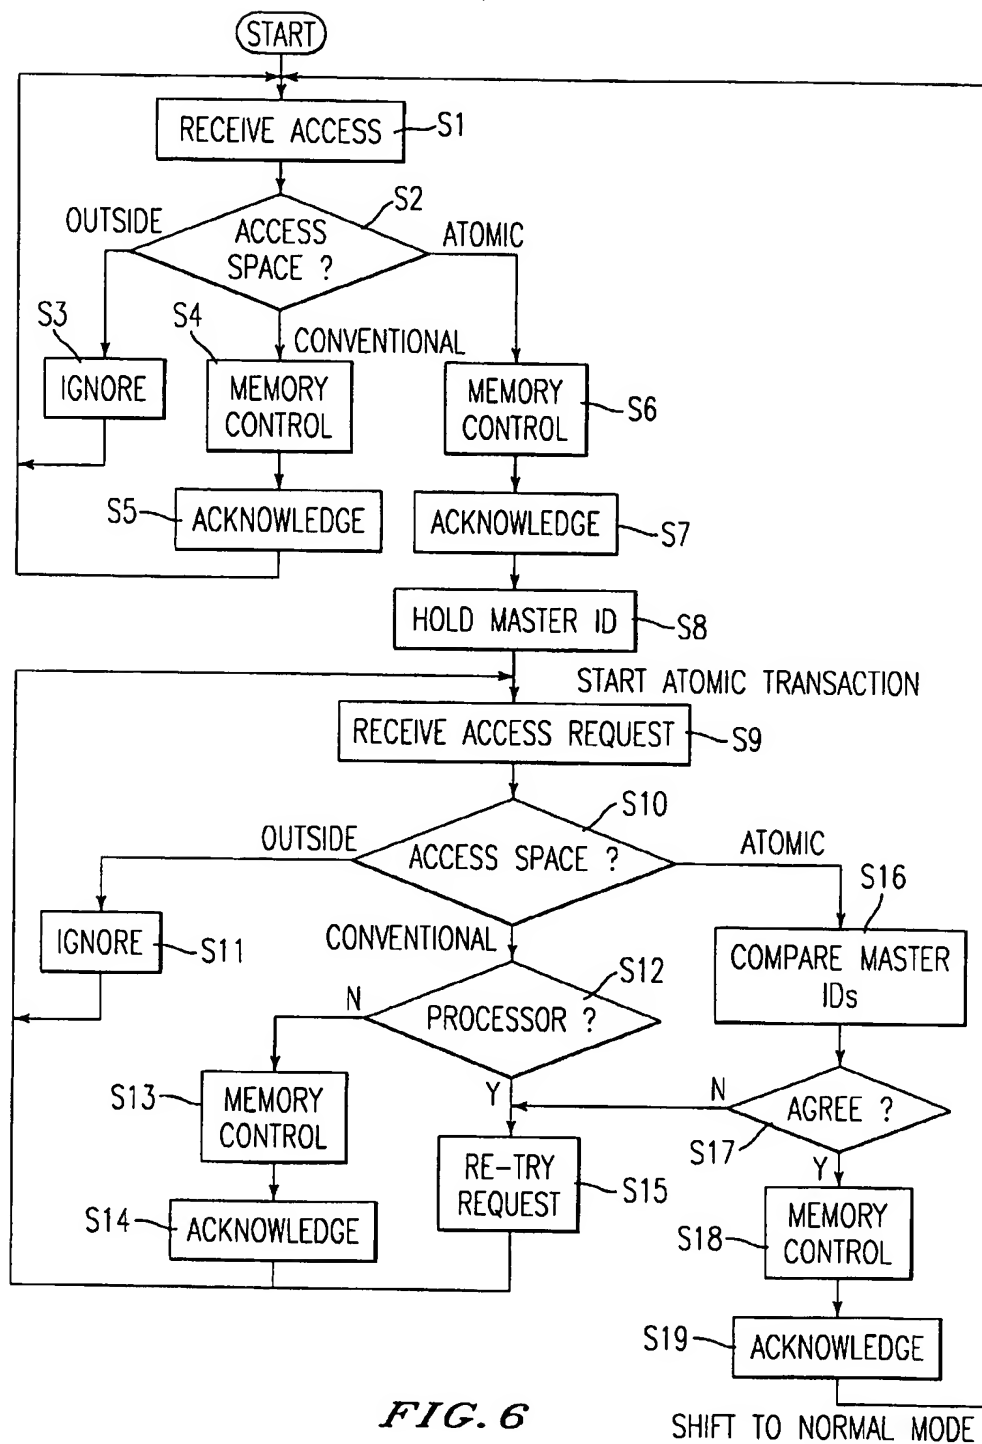 START
RECEIVE ACCESS
S1
OUTSIDE
S2
ACCESS
SPACE ?
ATOMIC
S3
S4
CONVENTIONAL
IGNORE
MEMORY
CONTROL
MEMORY
CONTROL
S6
S5
ACKNOWLEDGE
ACKNOWLEDGE
S7
HOLD MASTER ID
S8
START ATOMIC TRANSACTION
RECEIVE ACCESS REQUEST
S9
S10
OUTSIDE
ACCESS SPACE ?
ATOMIC
S16
IGNORE
S11
CONVENTIONAL
COMPARE MASTER
IDs
S12
N
PROCESSOR ?
S13
MEMORY
CONTROL
Y
N
AGREE ?
S17
Y
RE-TRY
REQUEST
S15
S14
ACKNOWLEDGE
S18
MEMORY
CONTROL
S19
ACKNOWLEDGE
FIG. 6
SHIFT TO NORMAL MODE